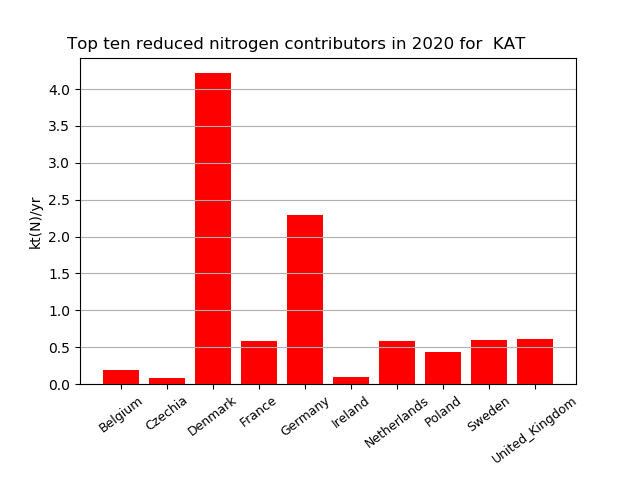 Top ten reduced nitrogen contributors in 2020 for  KAT
kt(N)/yr
4.0
3.5
3.0
2.5
2.0
1.5
1.0
0.5
0.0
Belgium
Czechia
Denmark
France
Germany
Ireland
Netherlands
Poland
Sweden
United_Kingdom